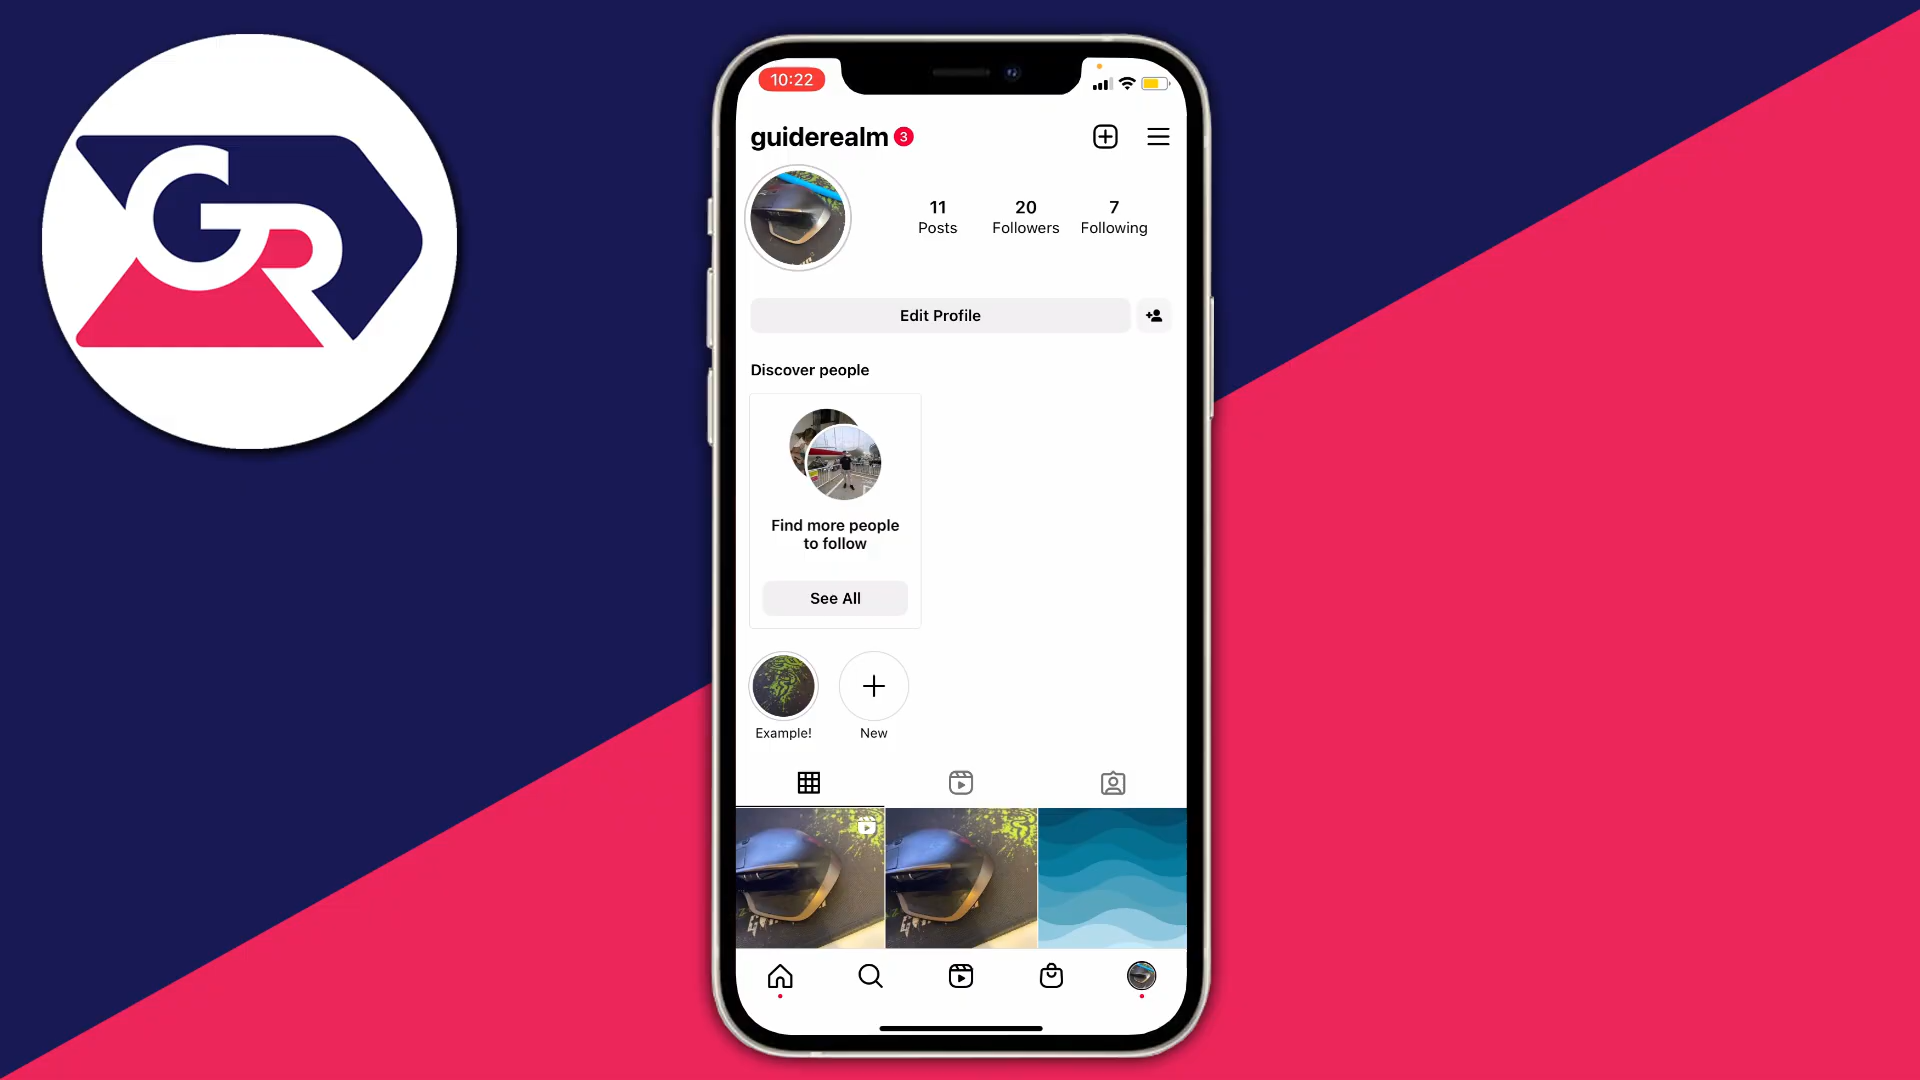 GR
10:22
guiderealm 3
11 20 7
Posts Followers Following
Edit Profile
Discover people
Find more people
to follow
See All
Example! New